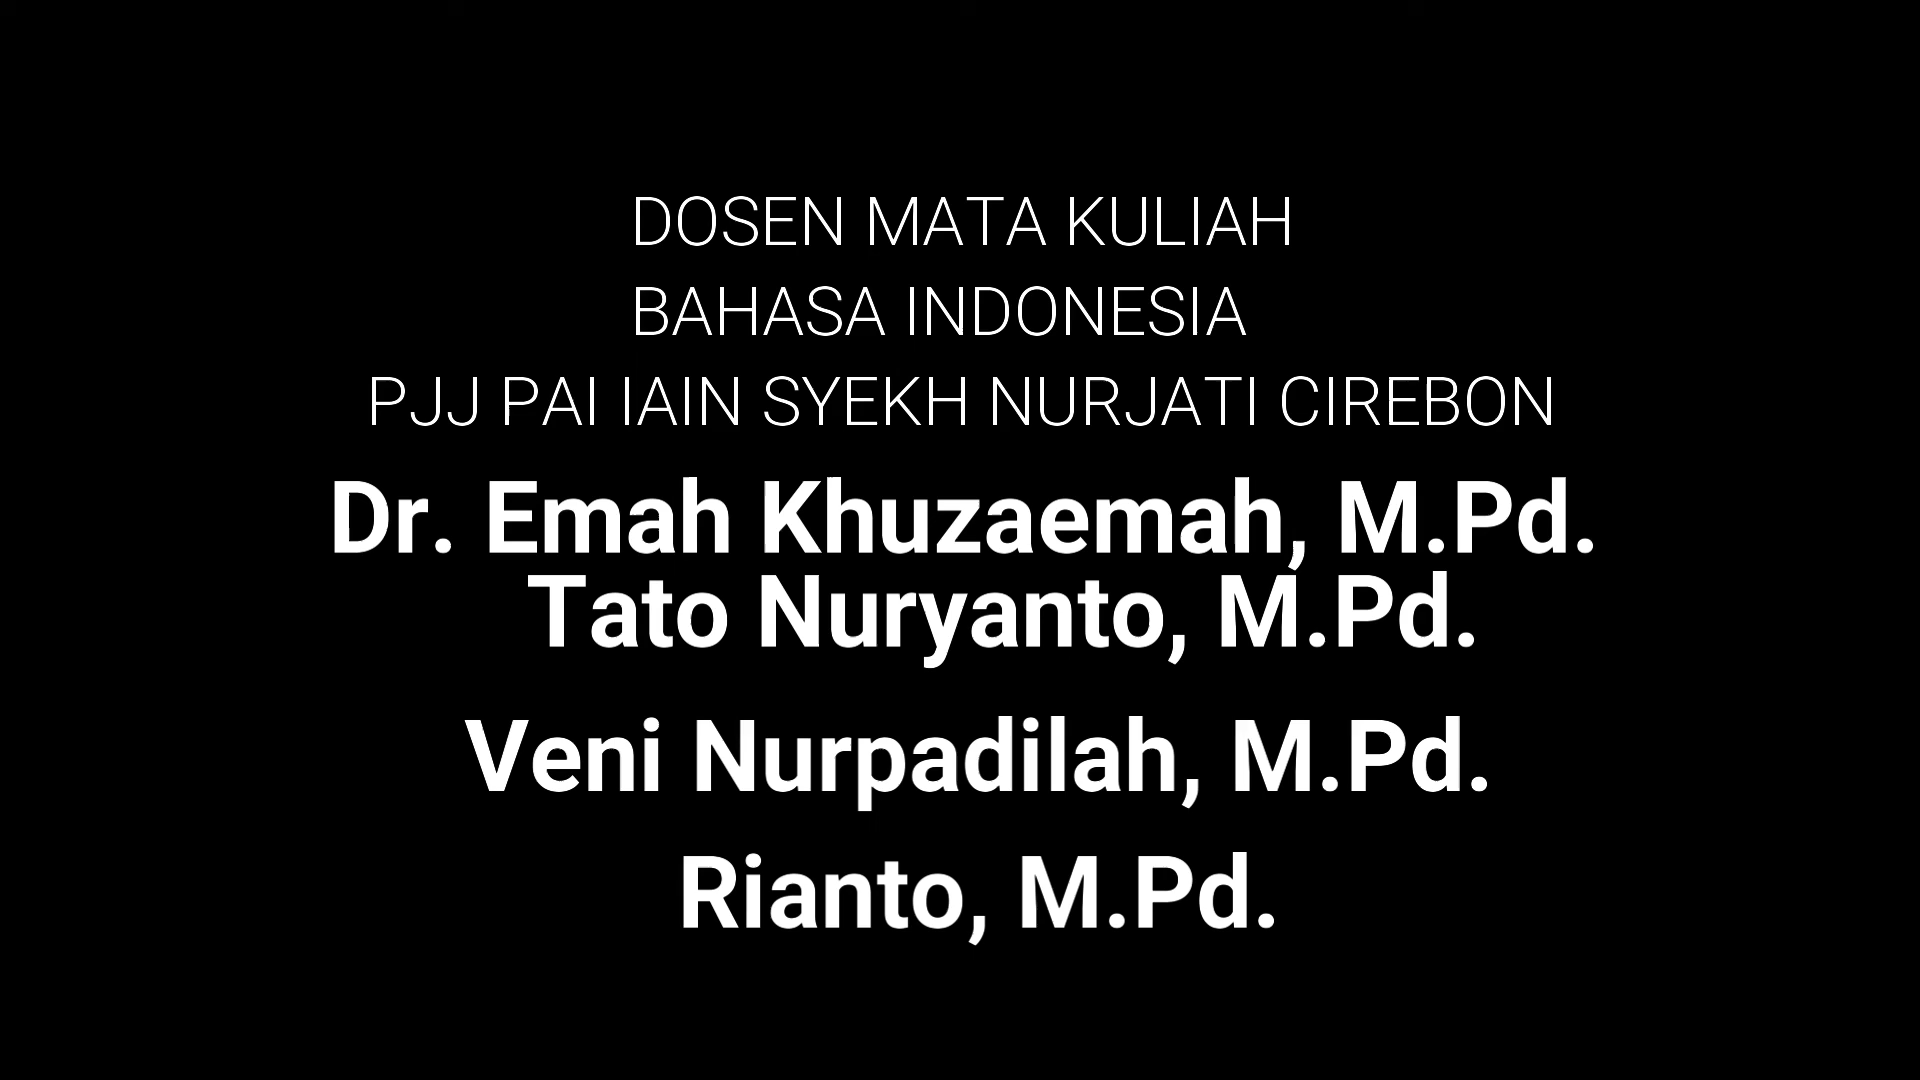 DOSEN MATA KULIAH
BAHASA INDONESIA
PJJ PAI IAIN SYEKH NURJATI CIREBON
Dr. Emah Khuzaemah, M.Pd.
Tato Nuryanto, M.Pd.
Veni Nurpadilah, M.Pd.
Rianto, M.Pd.